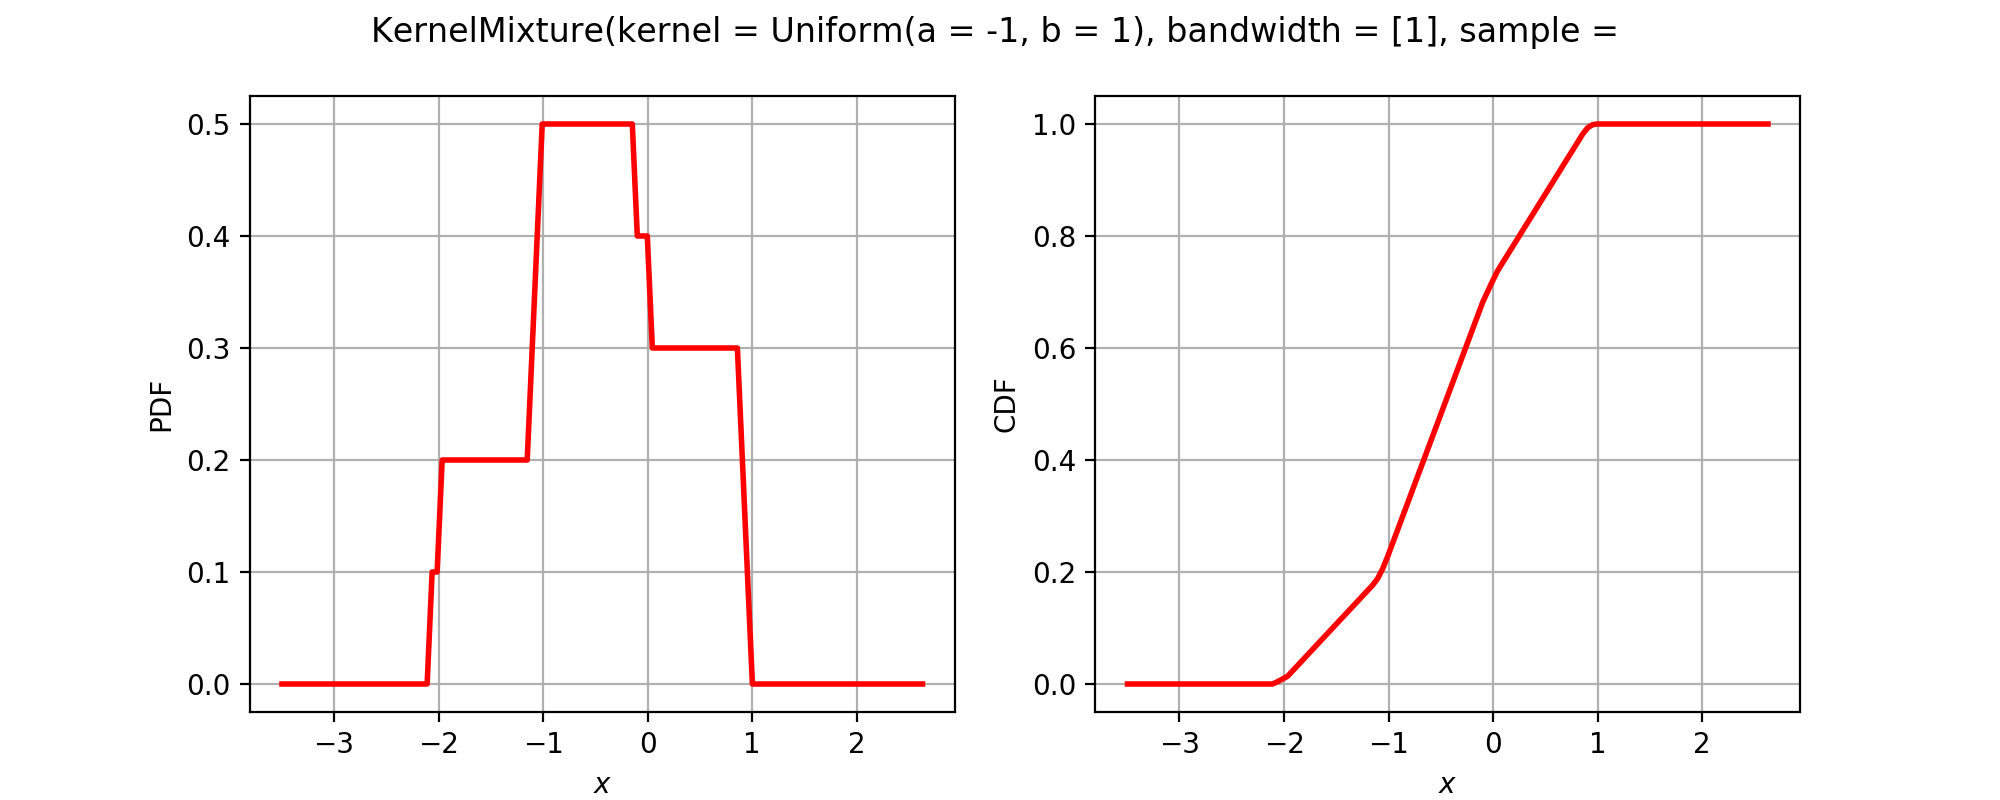 KernelMixture(kernel = Uniform(a = -1, b = 1), bandwidth = [1], sample =
PDF
0.5
0.4
0.3
0.2
0.1
0.0
−3 −2 −1 0 1 2
x
CDF
1.0
0.8
0.6
0.4
0.2
0.0
−3 −2 −1 0 1 2
x